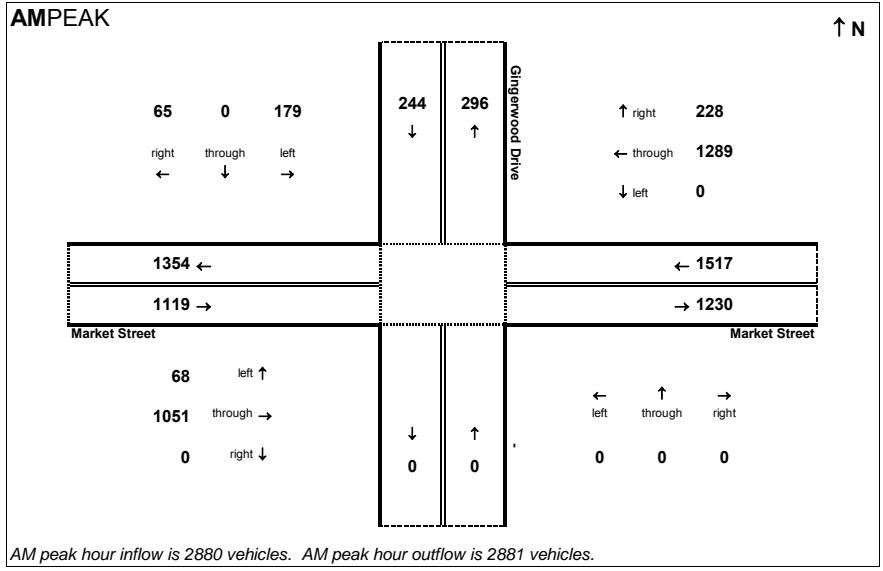 AMPEAK
↑ N
Gingerwood Drive
65 0 179
right through left
← ↓ →
244 296
↓ ↑
↑ right 228
← through 1289
↓ left 0
1354 ←
← 1517
1119 →
→ 1230
Market Street
Market Street
68 left ↑
1051 through →
0 right ↓
↓ ↑
0 0
← ↑ →
left through right
0 0 0
AM peak hour inflow is 2880 vehicles. AM peak hour outflow is 2881 vehicles.